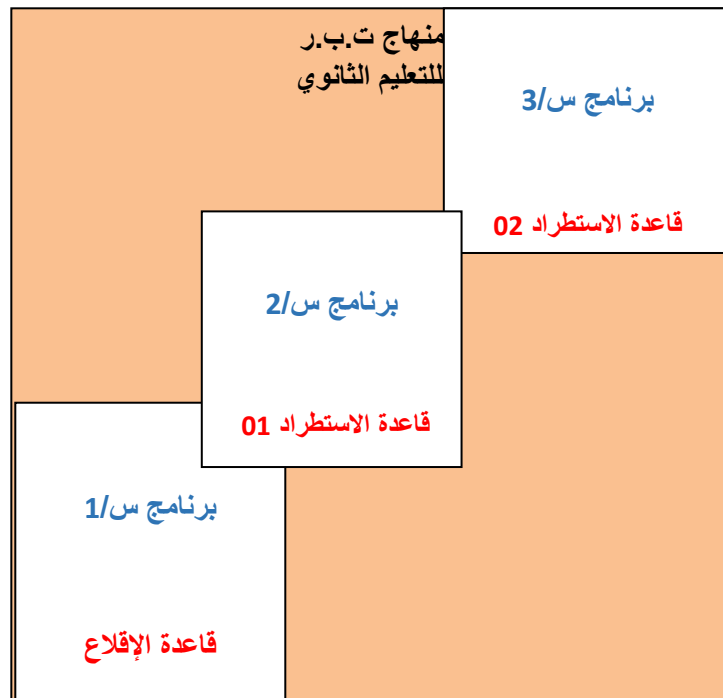 منهاج ت.ب.ر
للتعليم الثانوي
برنامج س/3
قاعدة الاستطراد 02
برنامج س/2
قاعدة الاستطراد 01
برنامج س/1
قاعدة الإقلاع